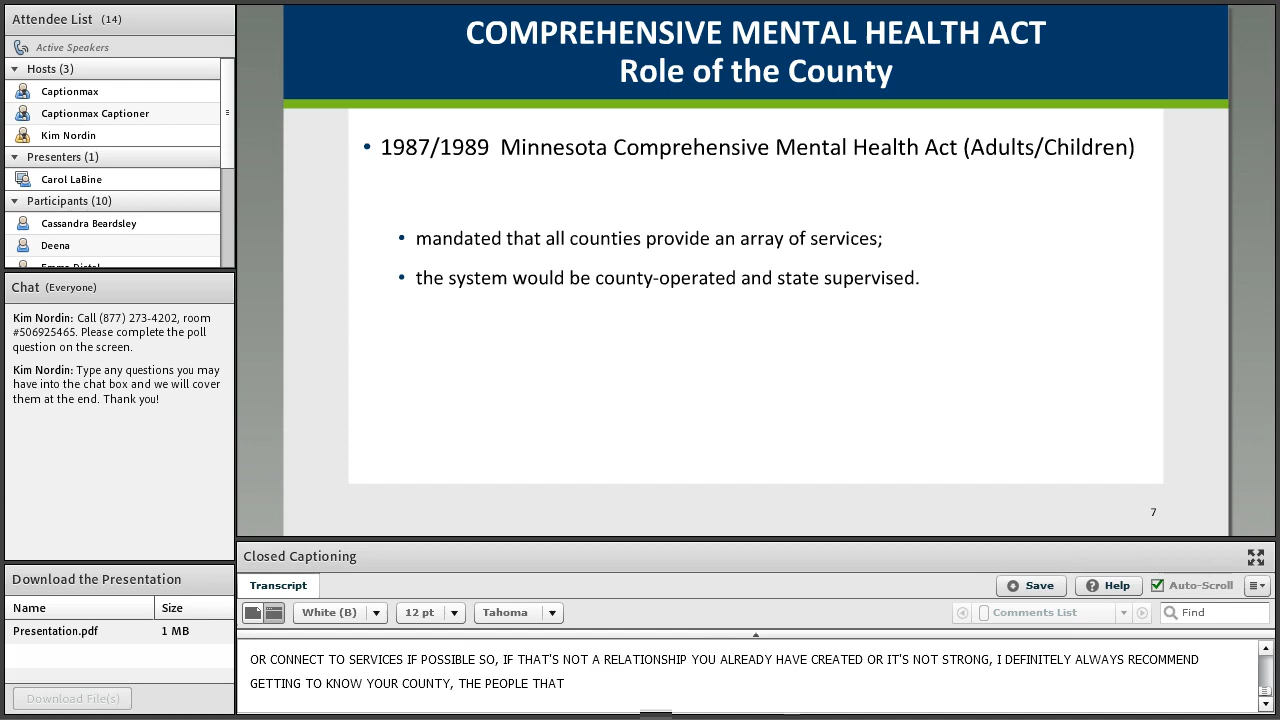 Attendee List (14)
Active Speakers
Hosts (3)
Captionmax
Captionmax Captioner
Kim Nordin
Presenters (1)
Carol LaBine
Participants (10)
Cassandra Beardsley
Deena
Chat (Everyone)
Kim Nordin: Call (877) 273-4202, room
#506925465. Please complete the poll
question on the screen.
Kim Nordin: Type any questions you may
have into the chat box and we will cover
them at the end. Thank you!
Download the Presentation
Name Size
Presentation.pdf 1 MB
Download File(s)
COMPREHENSIVE MENTAL HEALTH ACT
Role of the County
• 1987/1989 Minnesota Comprehensive Mental Health Act (Adults/Children)
• mandated that all counties provide an array of services;
• the system would be county-operated and state supervised.
7
Closed Captioning
Transcript Save Help Auto-Scroll
White (B) 12 pt Tahoma Comments List Find
OR CONNECT TO SERVICES IF POSSIBLE SO, IF THAT'S NOT A RELATIONSHIP YOU ALREADY HAVE CREATED OR IT'S NOT STRONG, I DEFINITELY ALWAYS RECOMMEND
GETTING TO KNOW YOUR COUNTY, THE PEOPLE THAT